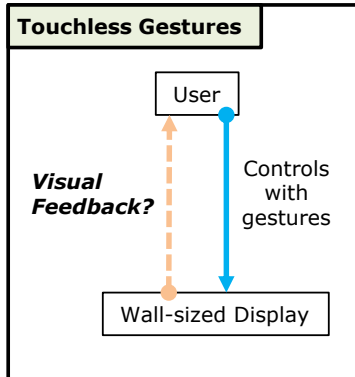 Touchless Gestures
User
Visual
Feedback?
Controls
with
gestures
Wall-sized Display